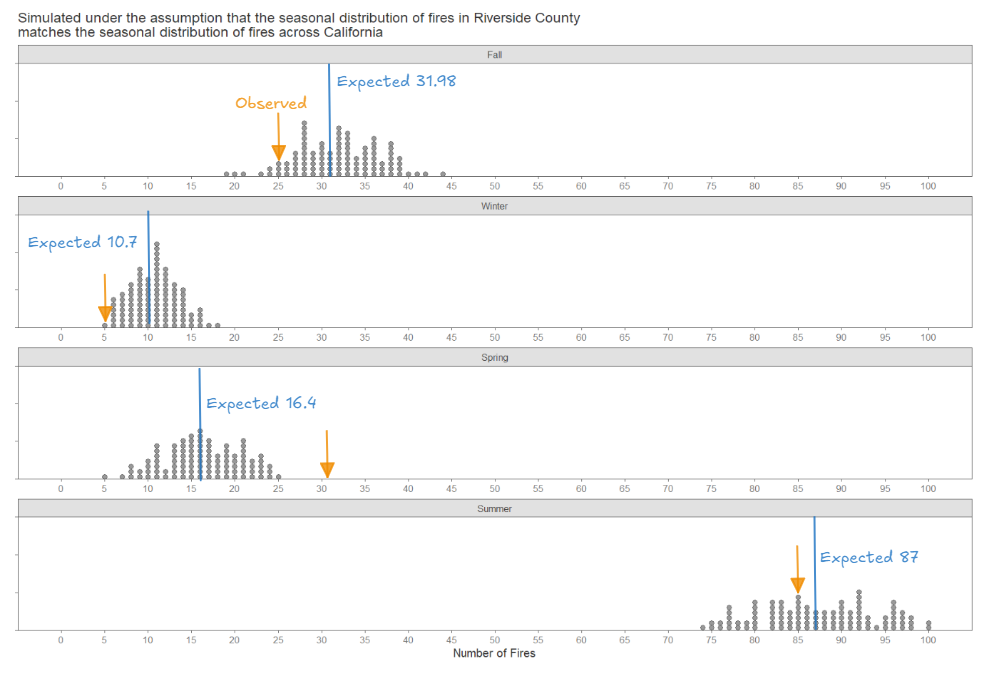 Simulated under the assumption that the seasonal distribution of fires in Riverside County
matches the seasonal distribution of fires across California
Fall
Expected 31.98
Observed
0 5 10 15 20 25 30 35 40 45 50 55 60 65 70 75 80 85 90 95 100
Winter
Expected 10.7
0 5 10 15 20 25 30 35 40 45 50 55 60 65 70 75 80 85 90 95 100
Spring
Expected 16.4
0 5 10 15 20 25 30 35 40 45 50 55 60 65 70 75 80 85 90 95 100
Summer
Expected 87
0 5 10 15 20 25 30 35 40 45 50 55 60 65 70 75 80 85 90 95 100
Number of Fires